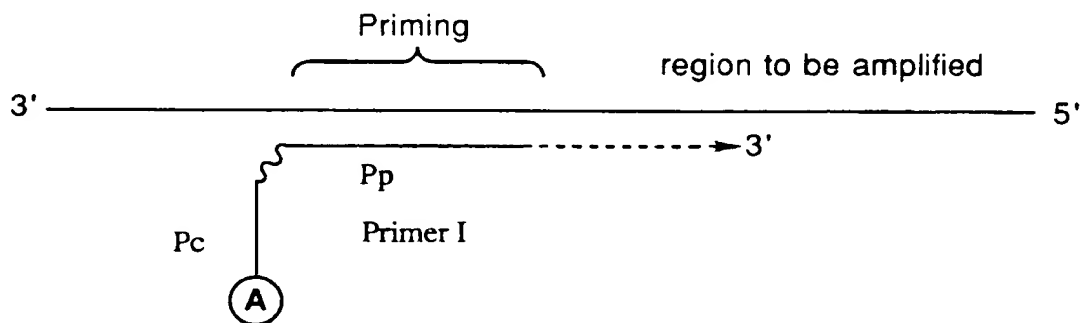 Priming
region to be amplified
3'
5'
3'
Pp
Pc
Primer I
A